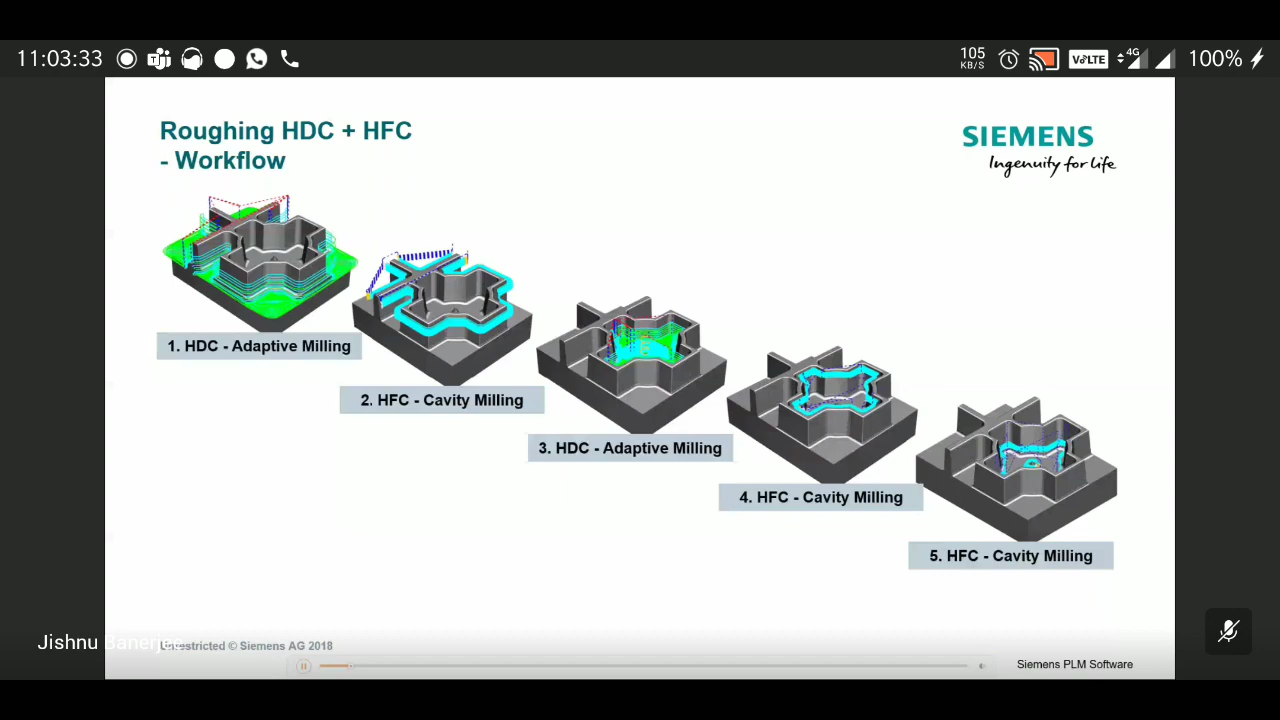 11:03:33
105
KB/S
VoLTE
4G
100%
Roughing HDC + HFC
- Workflow
SIEMENS
Ingenuity for life
1. HDC - Adaptive Milling
2. HFC - Cavity Milling
3. HDC - Adaptive Milling
4. HFC - Cavity Milling
5. HFC - Cavity Milling
Jishnu Banerjee
Unrestricted © Siemens AG 2018
Siemens PLM Software